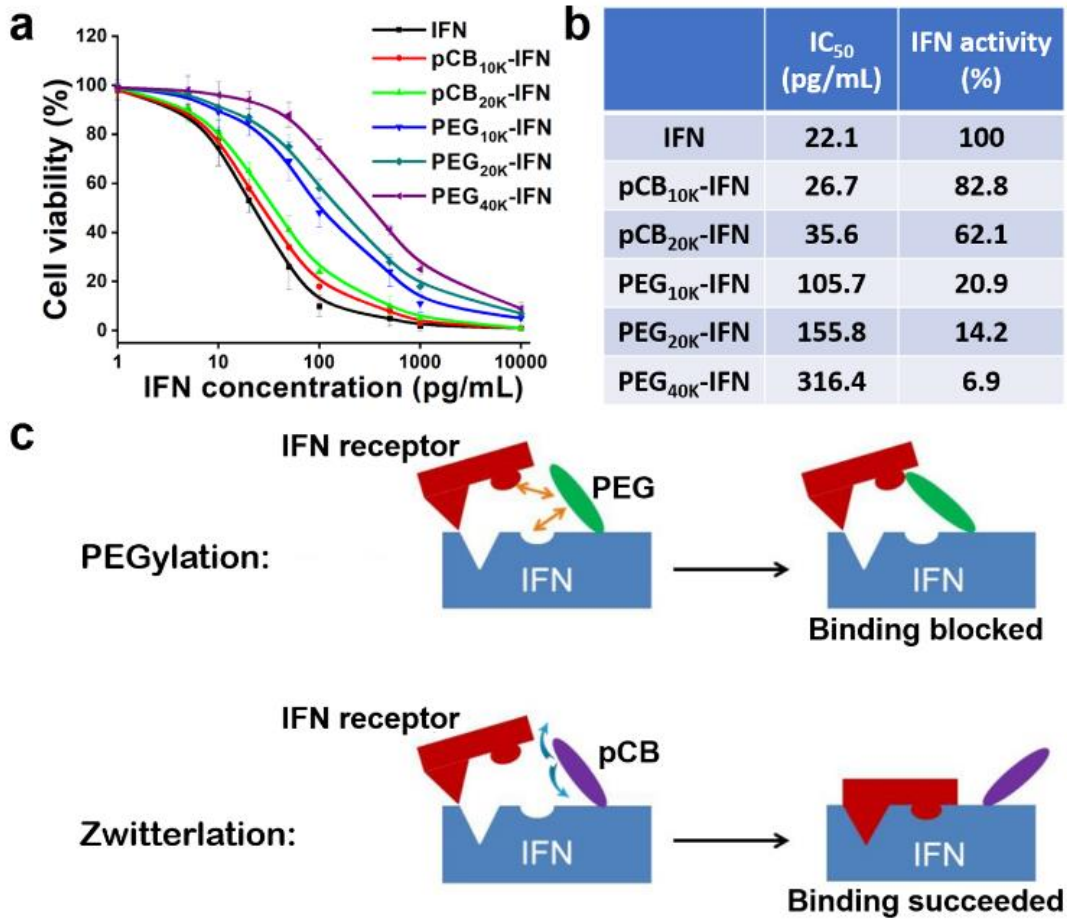 a
120
100
80
60
40
20
0
Cell viability (%)
1
10
100
1000
10000
IFN concentration (pg/mL)
IFN
pCB10K-IFN
pCB20K-IFN
PEG10K-IFN
PEG20K-IFN
PEG40K-IFN
b
IC50 (pg/mL)
IFN activity (%)
IFN 22.1 100
pCB10K-IFN 26.7 82.8
pCB20K-IFN 35.6 62.1
PEG10K-IFN 105.7 20.9
PEG20K-IFN 155.8 14.2
PEG40K-IFN 316.4 6.9
c
IFN receptor
PEG
PEGylation:
IFN
IFN
Binding blocked
IFN receptor
pCB
Zwitterlation:
IFN
IFN
Binding succeeded